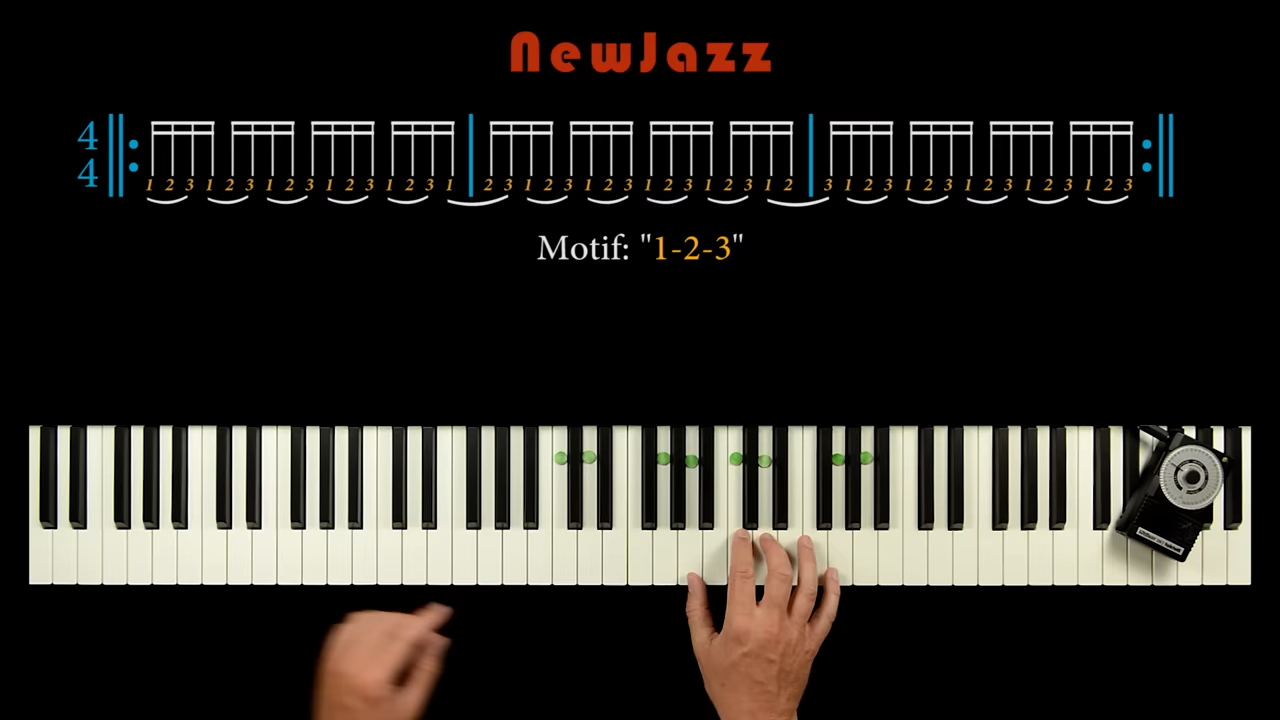 NewJazz
4
4
1 2 3 1 2 3 1 2 3 1 2 3 1 2 3 1 2 3 1 2 3 1 2 3 1 2 3 1 2 3 1 2 3 1 2 3 1 2 3 1 2 3 1 2 3 1 2 3
Motif: "1-2-3"